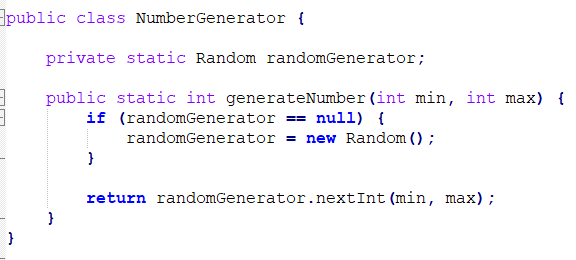 public class NumberGenerator {
private static Random randomGenerator;
public static int generateNumber(int min, int max) {
if (randomGenerator == null) {
randomGenerator = new Random();
}
return randomGenerator.nextInt(min, max);
}
}